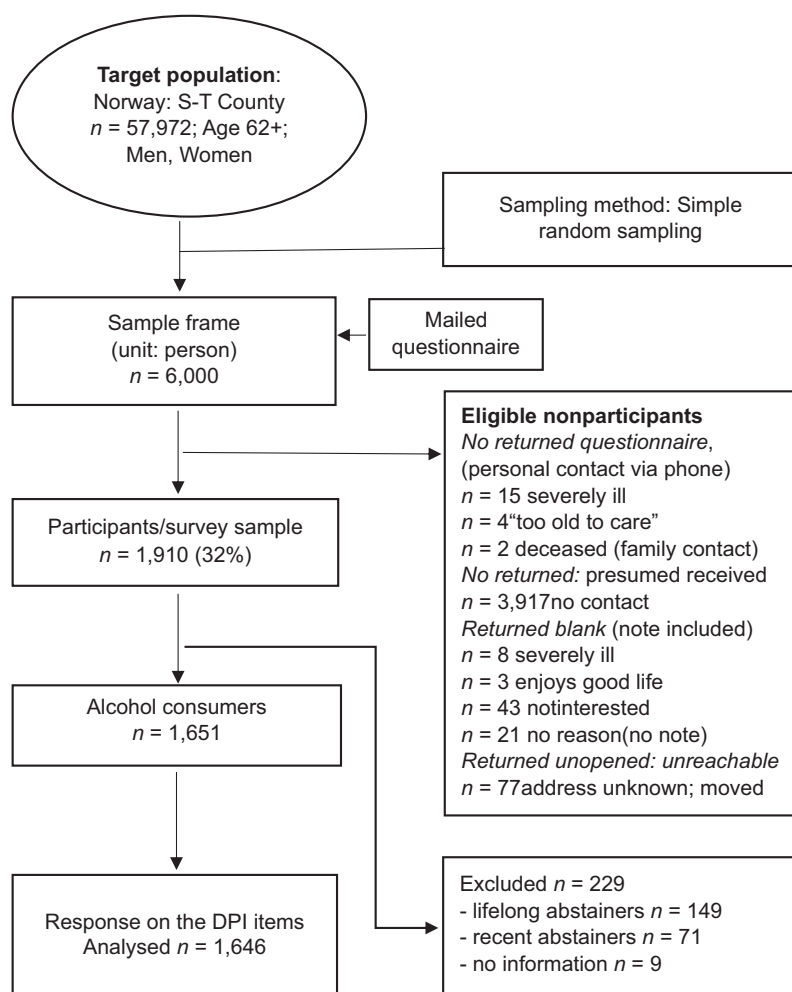 Target population:
Norway: S-T County
n = 57,972; Age 62+;
Men, Women
Sampling method: Simple
random sampling
Sample frame
(unit: person)
n = 6,000
Mailed
questionnaire
Eligible nonparticipants
No returned questionnaire,
(personal contact via phone)
n = 15 severely ill
n = 4“too old to care”
n = 2 deceased (family contact)
No returned: presumed received
n = 3,917no contact
Returned blank (note included)
n = 8 severely ill
n = 3 enjoys good life
n = 43 notinterested
n = 21 no reason(no note)
Returned unopened: unreachable
n = 77address unknown; moved
Participants/survey sample
n = 1,910 (32%)
Alcohol consumers
n = 1,651
Excluded n = 229
- lifelong abstainers n = 149
- recent abstainers n = 71
- no information n = 9
Response on the DPI items
Analysed n = 1,646